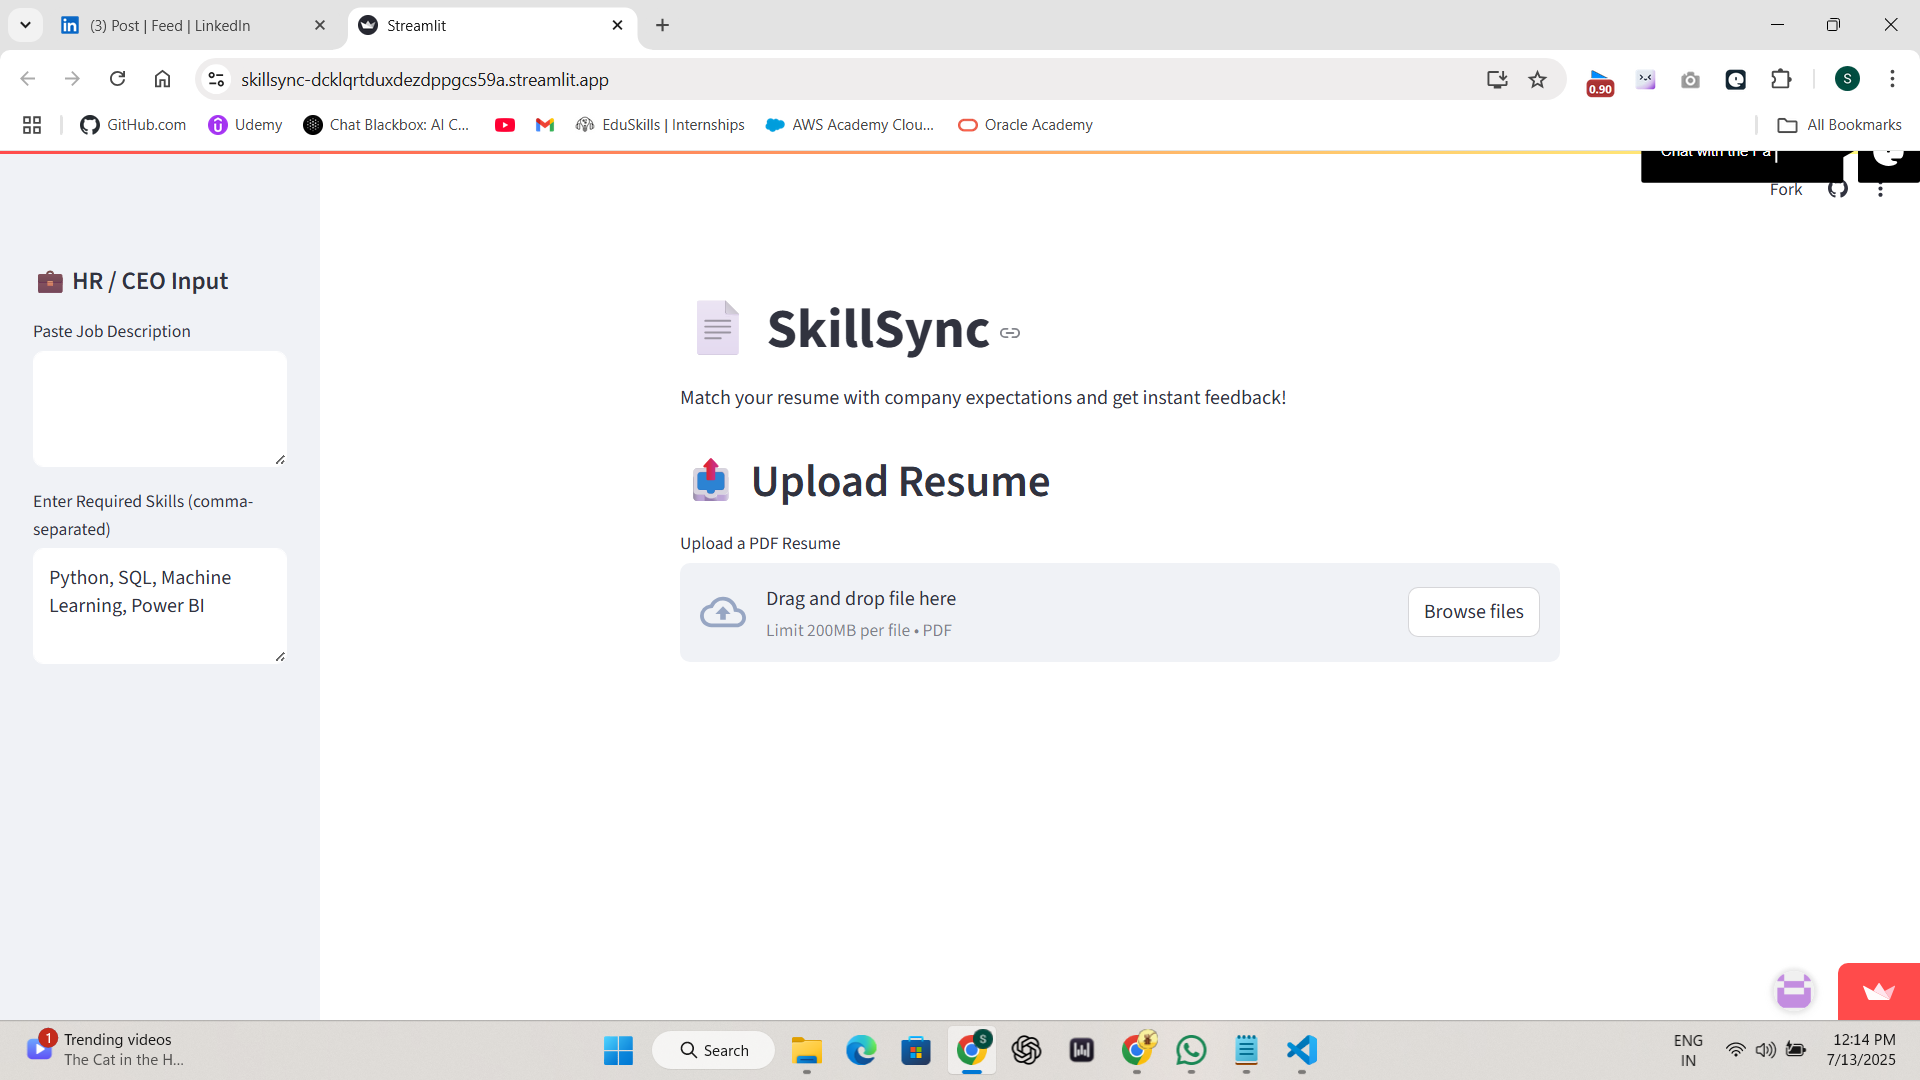 (3) Post | Feed | LinkedIn
Streamlit
skillsync-dcklqrtduxdezdppgcs59a.streamlit.app
0.90
S
GitHub.com
Udemy
Chat Blackbox: AI C...
EduSkills | Internships
AWS Academy Clou...
Oracle Academy
All Bookmarks
Chat with the Pa
Fork
HR / CEO Input
Paste Job Description
Enter Required Skills (comma-
separated)
Python, SQL, Machine
Learning, Power BI
SkillSync
Match your resume with company expectations and get instant feedback!
Upload Resume
Upload a PDF Resume
Drag and drop file here
Limit 200MB per file • PDF
Browse files
1
Trending videos
The Cat in the H...
Search
S
ENG
IN
12:14 PM
7/13/2025